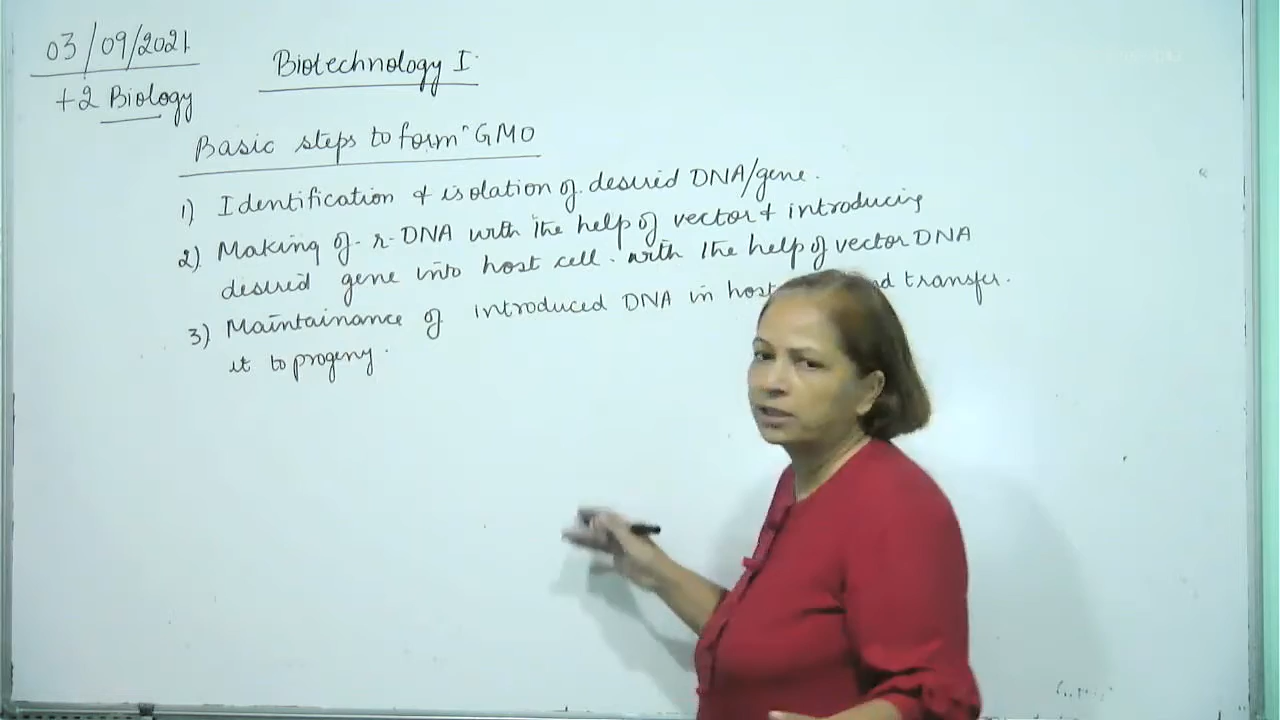 03/09/2021
+2 Biology
Biotechnology I
Basic steps to form GMO
1) Identification & isolation of desired DNA/gene.
2) Making of r-DNA with the help of vector & introducing
desired gene into host cell. with the help of vector DNA
3) Maintainance of introduced DNA in host d transfer.
it to progeny.